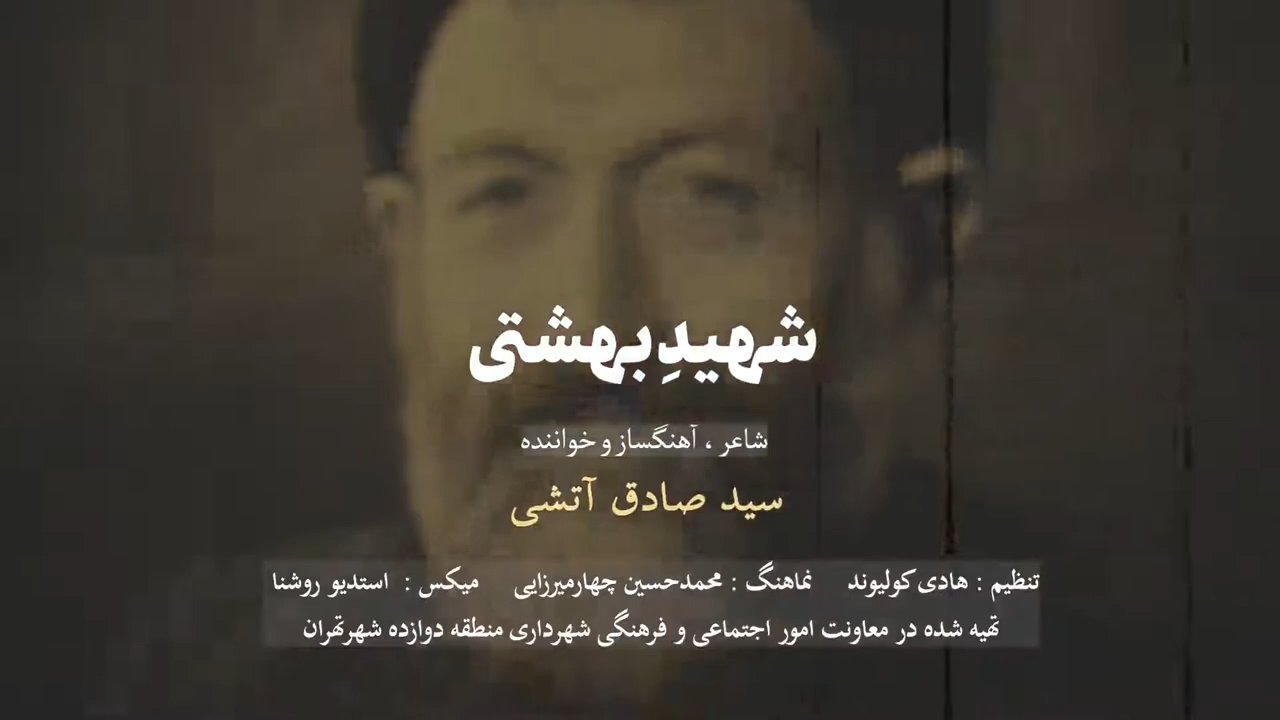 شهیدِ بهشتی
شاعر ، آهنگساز و خواننده
سید صادق آتشی
تنظیم : هادی کولیوند نماهنگ : محمدحسین چهارمیرزایی میکس : استدیو روشنا
تهیه شده در معاونت امور اجتماعی و فرهنگی شهرداری منطقه دوازده شهرتهران